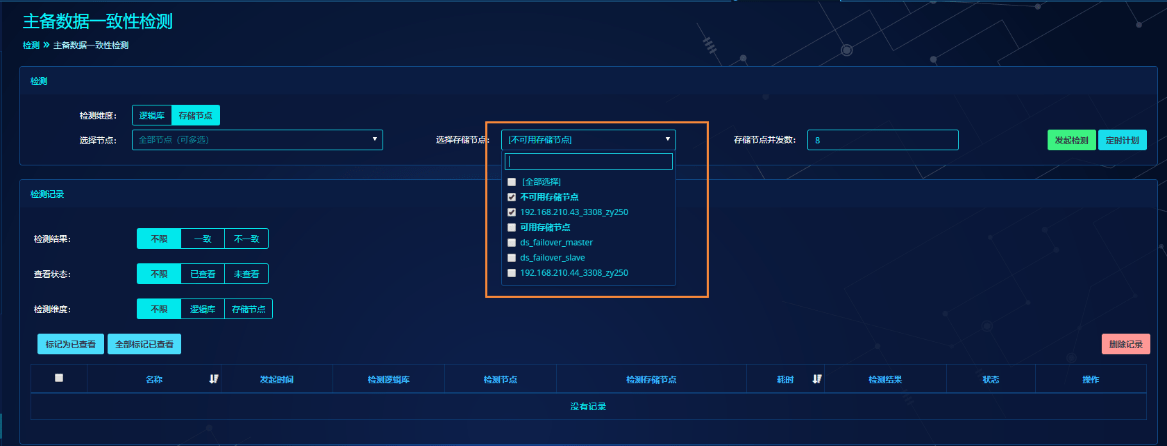 主备数据一致性检测
检测 » 主备数据一致性检测
检测
检测维度: 逻辑库 存储节点
选择节点: 全部节点 (可多选) 选择存储节点: [不可用存储节点] 存储节点并发数: 8 发起检测 定时计划
[全部选择]
不可用存储节点
192.168.210.43_3308_zy250
可用存储节点
ds_failover_master
ds_failover_slave
192.168.210.44_3308_zy250
检测记录
检测结果: 不限 一致 不一致
查看状态: 不限 已查看 未查看
检测维度: 不限 逻辑库 存储节点
标记为已查看 全部标记已查看 删除记录
名称 发起时间 检测逻辑库 检测节点 检测存储节点 耗时 检测结果 状态 操作
没有记录